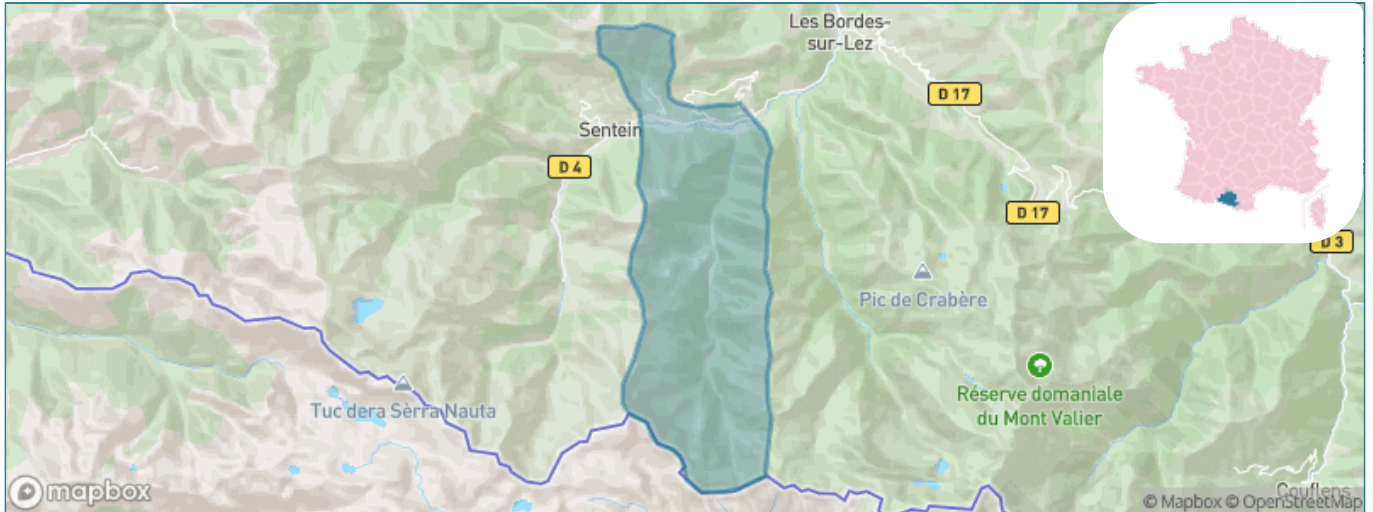 Les Bordes-
sur-Lez
D 17
Sentein
D 4
D 17
D 3
Pic de Crabère
Réserve domaniale
du Mont Valier
Tuc dera Sèrra Nauta
Couflens
mapbox
© Mapbox © OpenStreetMap